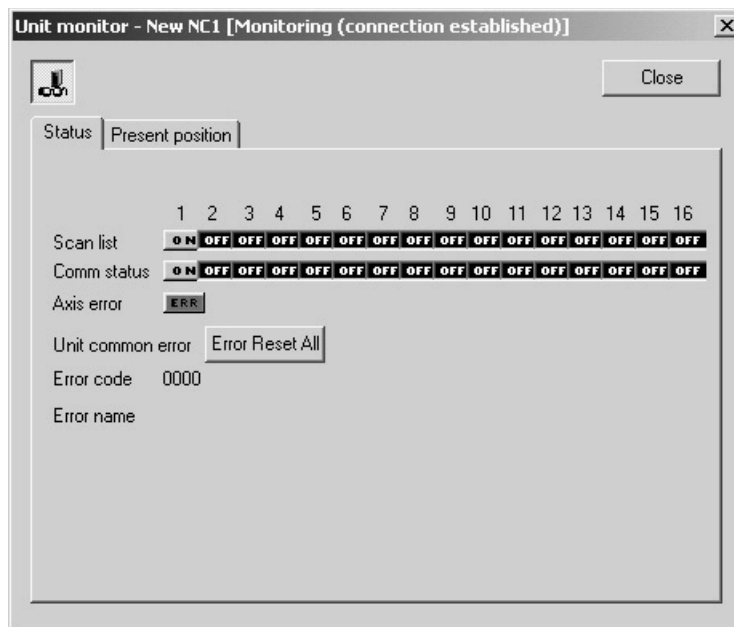 Unit monitor - New NC1 [Monitoring (connection established)]
Close
Status Present position
1 2 3 4 5 6 7 8 9 10 11 12 13 14 15 16
Scan list ON OFF OFF OFF OFF OFF OFF OFF OFF OFF OFF OFF OFF OFF OFF OFF
Comm status ON OFF OFF OFF OFF OFF OFF OFF OFF OFF OFF OFF OFF OFF OFF OFF
Axis error ERR
Unit common error Error Reset All
Error code 0000
Error name